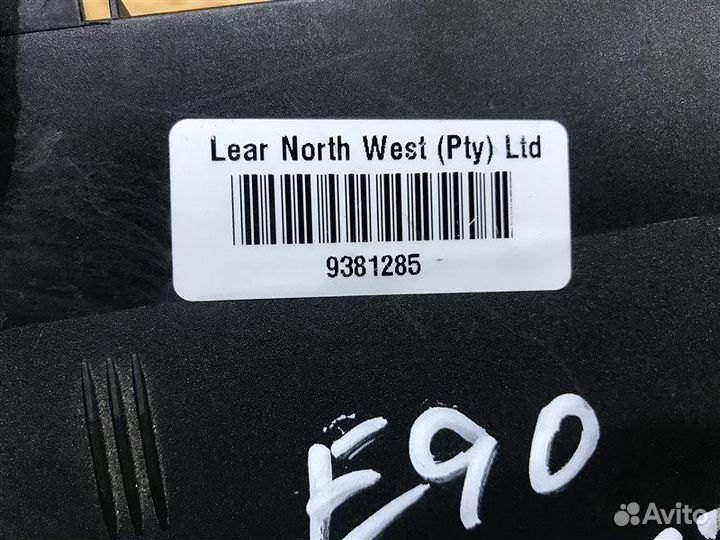 Lear North West (Pty) Ltd
9381285
E90
Avito